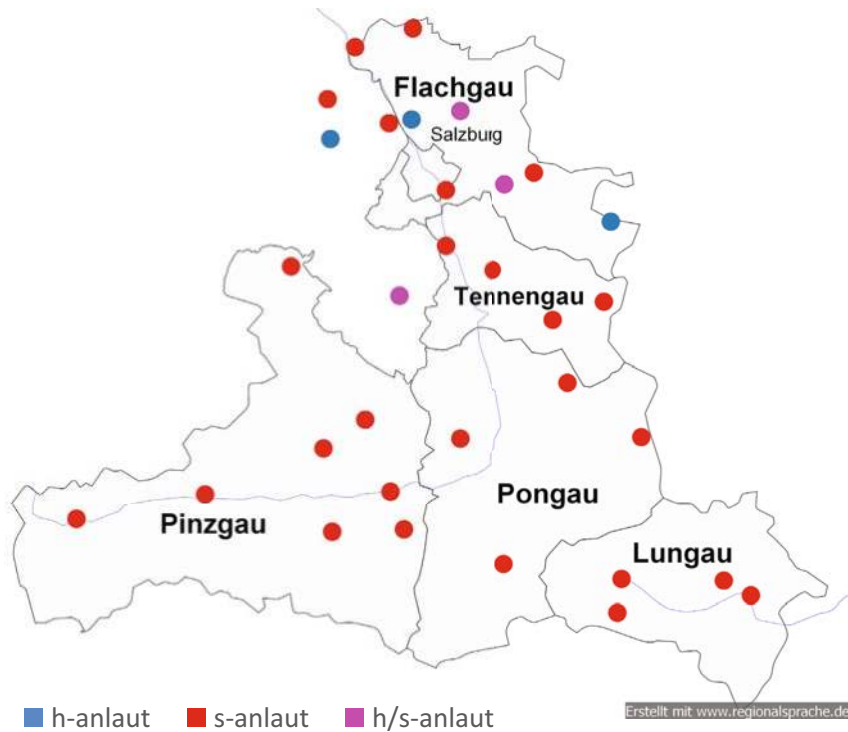 Flachgau
Salzburg
Tennengau
Pongau
Pinzgau
Lungau
h-anlaut s-anlaut h/s-anlaut
Erstellt mit www.regionalsprache.de